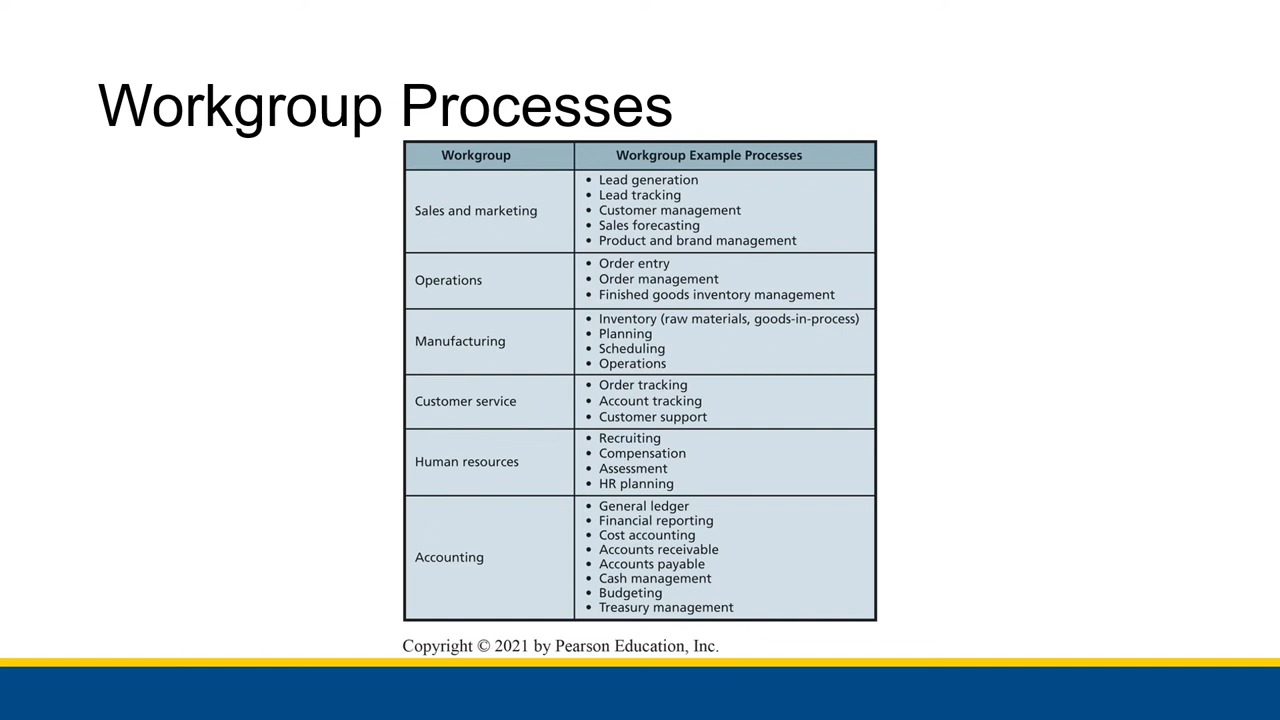 Workgroup Processes
Workgroup
Workgroup Example Processes
Sales and marketing
• Lead generation
• Lead tracking
• Customer management
• Sales forecasting
• Product and brand management
Operations
• Order entry
• Order management
• Finished goods inventory management
Manufacturing
• Inventory (raw materials, goods-in-process)
• Planning
• Scheduling
• Operations
Customer service
• Order tracking
• Account tracking
• Customer support
Human resources
• Recruiting
• Compensation
• Assessment
• HR planning
Accounting
• General ledger
• Financial reporting
• Cost accounting
• Accounts receivable
• Accounts payable
• Cash management
• Budgeting
• Treasury management
Copyright © 2021 by Pearson Education, Inc.